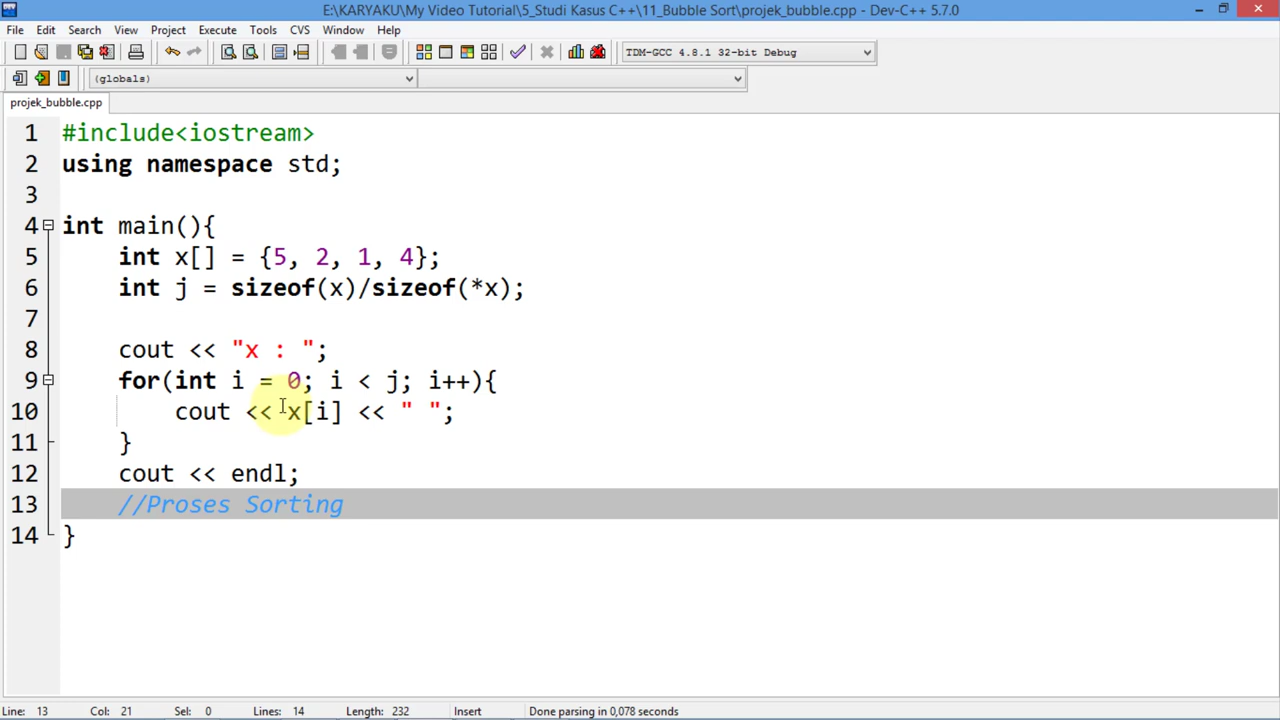 E:\KARYAKU\My Video Tutorial\5_Studi Kasus C++\11_Bubble Sort\projek_bubble.cpp - Dev-C++ 5.7.0
File Edit Search View Project Execute Tools CVS Window Help
TDM-GCC 4.8.1 32-bit Debug
(globals)
projek_bubble.cpp
1 #include<iostream>
2 using namespace std;
3
4 int main(){
5 int x[] = {5, 2, 1, 4};
6 int j = sizeof(x)/sizeof(*x);
7
8 cout << "x : ";
9 for(int i = 0; i < j; i++){
10 cout << x[i] << " ";
11 }
12 cout << endl;
13 //Proses Sorting
14 }
Line: 13 Col: 21 Sel: 0 Lines: 14 Length: 232 Insert Done parsing in 0,078 seconds